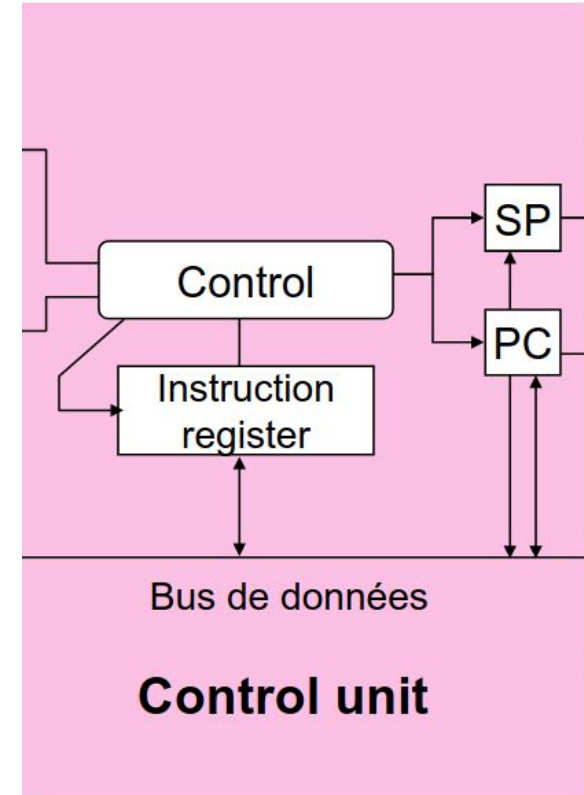 SP
Control
PC
Instruction
register
Bus de données
Control unit